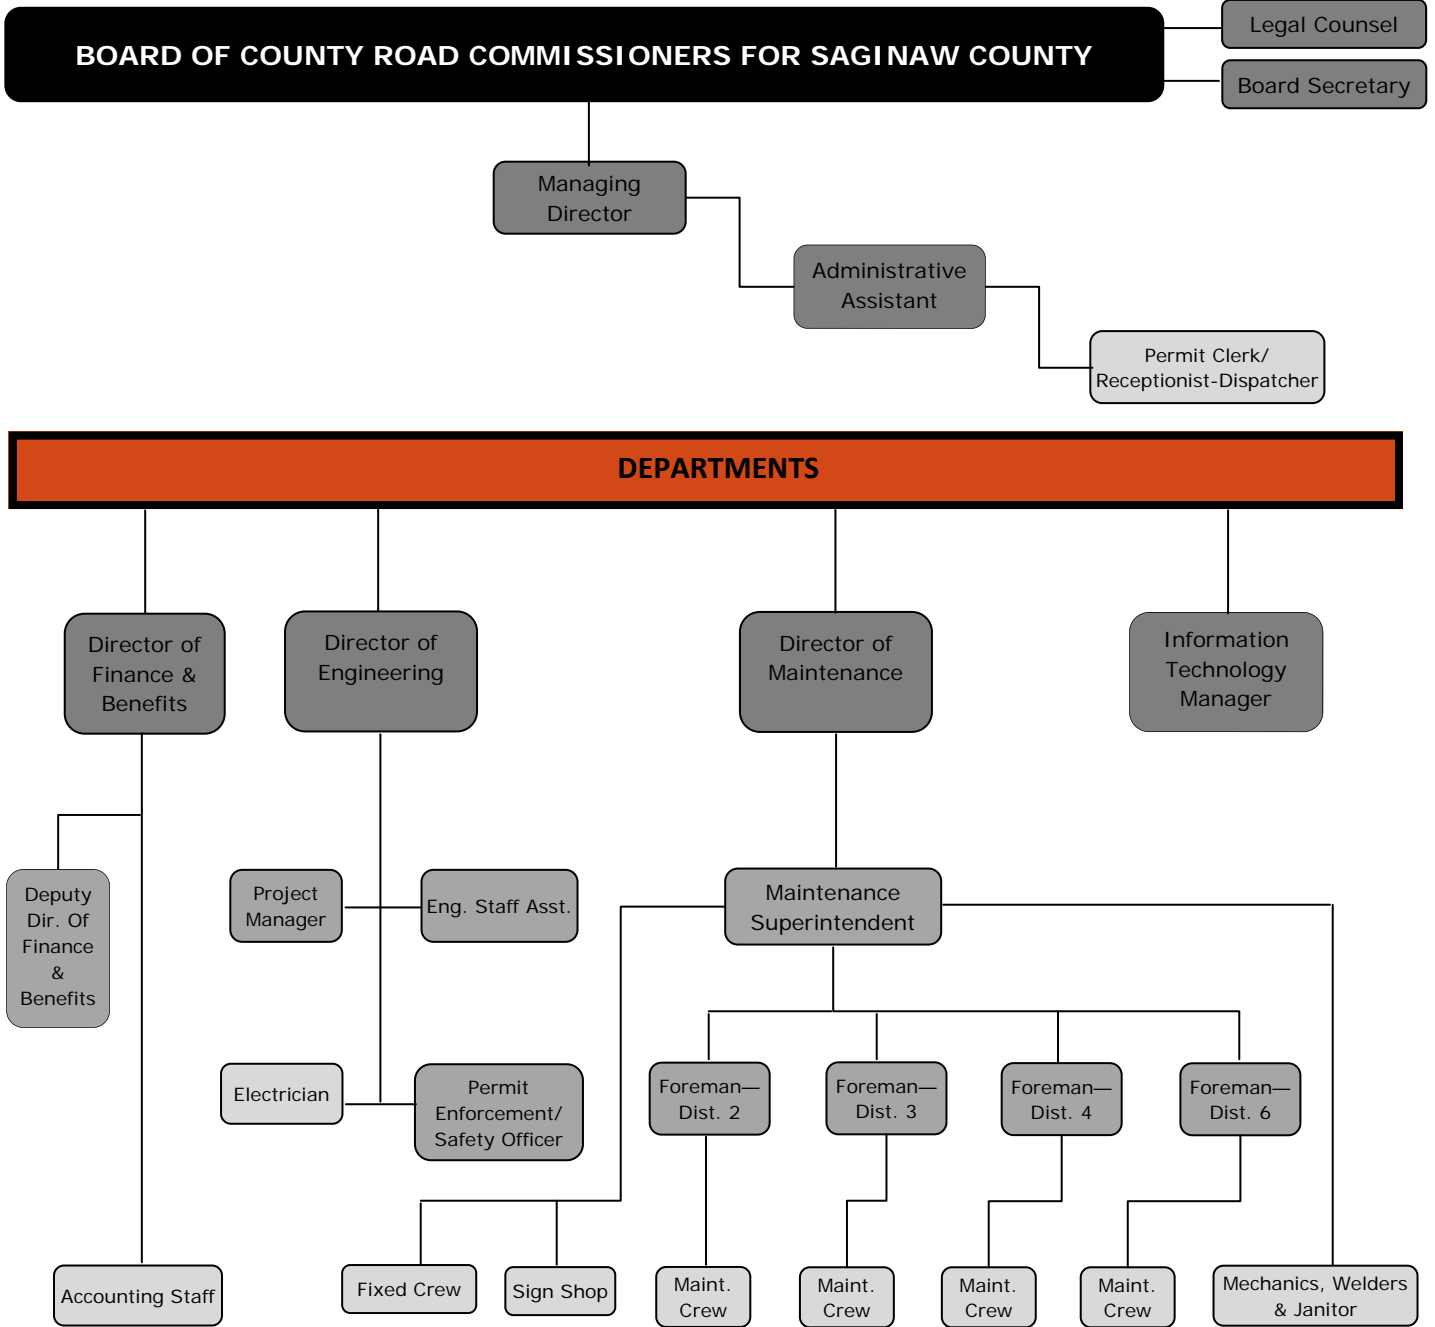 BOARD OF COUNTY ROAD COMMISSIONERS FOR SAGINAW COUNTY
Legal Counsel
Board Secretary
Managing
Director
Administrative
Assistant
Permit Clerk/
Receptionist-Dispatcher
DEPARTMENTS
Director of
Finance &
Benefits
Director of
Engineering
Director of
Maintenance
Information
Technology
Manager
Deputy
Dir. Of
Finance
&
Benefits
Project
Manager
Eng. Staff Asst.
Maintenance
Superintendent
Electrician
Permit
Enforcement/
Safety Officer
Foreman—
Dist. 2
Foreman—
Dist. 3
Foreman—
Dist. 4
Foreman—
Dist. 6
Accounting Staff
Fixed Crew
Sign Shop
Maint.
Crew
Maint.
Crew
Maint.
Crew
Maint.
Crew
Mechanics, Welders
& Janitor